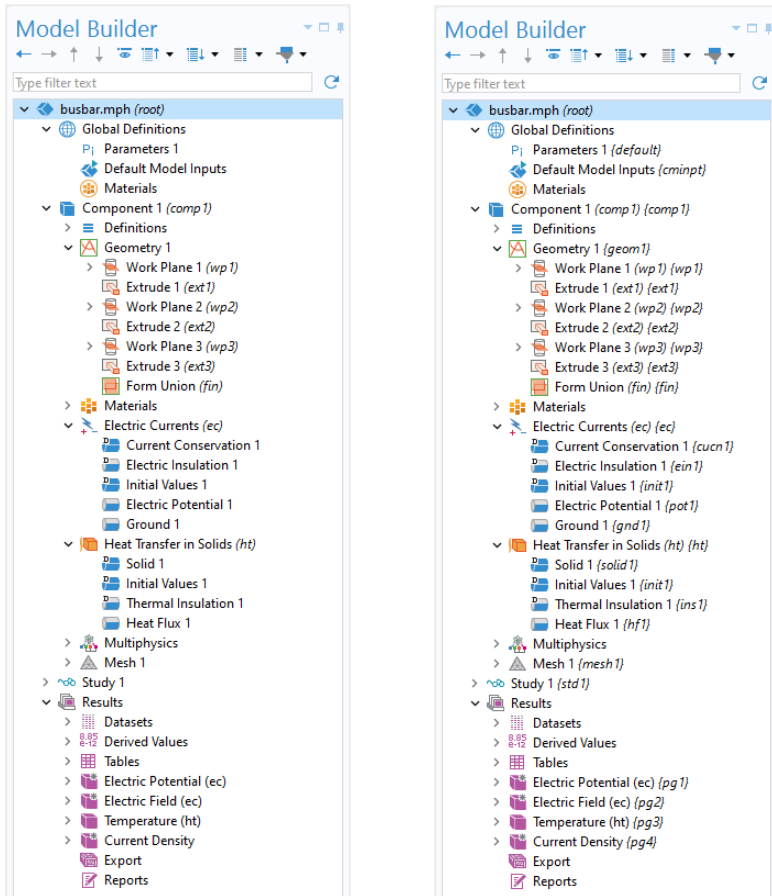 Model Builder
Type filter text
busbar.mph (root)
Global Definitions
Pi Parameters 1
Default Model Inputs
Materials
Component 1 (comp1)
Definitions
Geometry 1
Work Plane 1 (wp1)
Extrude 1 (ext1)
Work Plane 2 (wp2)
Extrude 2 (ext2)
Work Plane 3 (wp3)
Extrude 3 (ext3)
Form Union (fin)
Materials
Electric Currents (ec)
D Current Conservation 1
D Electric Insulation 1
D Initial Values 1
Electric Potential 1
Ground 1
Heat Transfer in Solids (ht)
D Solid 1
D Initial Values 1
D Thermal Insulation 1
Heat Flux 1
Multiphysics
Mesh 1
Study 1
Results
Datasets
8.85 e-12 Derived Values
Tables
Electric Potential (ec)
Electric Field (ec)
Temperature (ht)
Current Density
Export
Reports
Model Builder
Type filter text
busbar.mph (root)
Global Definitions
Pi Parameters 1 {default}
Default Model Inputs {cminpt}
Materials
Component 1 (comp1) {comp1}
Definitions
Geometry 1 {geom1}
Work Plane 1 (wp1) {wp1}
Extrude 1 (ext1) {ext1}
Work Plane 2 (wp2) {wp2}
Extrude 2 (ext2) {ext2}
Work Plane 3 (wp3) {wp3}
Extrude 3 (ext3) {ext3}
Form Union (fin) {fin}
Materials
Electric Currents (ec) {ec}
D Current Conservation 1 {cucn1}
D Electric Insulation 1 {ein1}
D Initial Values 1 {init1}
Electric Potential 1 {pot1}
Ground 1 {gnd1}
Heat Transfer in Solids (ht) {ht}
D Solid 1 {solid1}
D Initial Values 1 {init1}
D Thermal Insulation 1 {ins1}
Heat Flux 1 {hf1}
Multiphysics
Mesh 1 {mesh1}
Study 1 {std1}
Results
Datasets
8.85 e-12 Derived Values
Tables
Electric Potential (ec) {pg1}
Electric Field (ec) {pg2}
Temperature (ht) {pg3}
Current Density {pg4}
Export
Reports